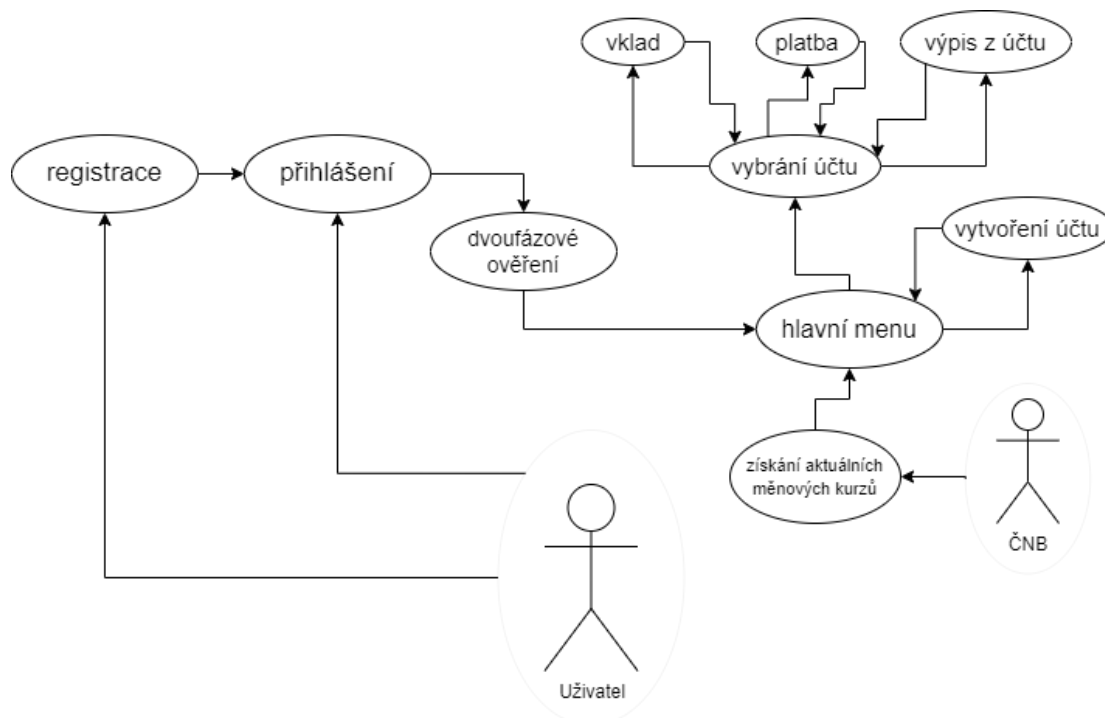 vklad
platba
výpis z účtu
registrace
přihlášení
vybrání účtu
dvoufázové
ověření
vytvoření účtu
hlavní menu
získání aktuálních
měnových kurzů
ČNB
Uživatel